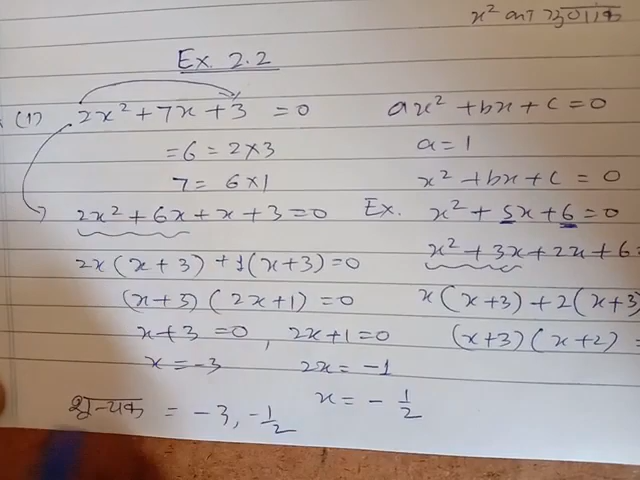 x² का गुणांक
Ex. 2.2
(1) 2x² + 7x + 3 = 0
= 6 = 2×3
7 = 6×1
2x² + 6x + x + 3 = 0
2x(x+3) + 1(x+3) = 0
(x+3)(2x+1) = 0
x+3 = 0, 2x+1 = 0
x = -3 2x = -1
x = -1/2
शून्यक = -3, -1/2
ax² + bx + c = 0
a = 1
x² + bx + c = 0
Ex. x² + 5x + 6 = 0
x² + 3x + 2x + 6 =
x(x+3) + 2(x+3)
(x+3)(x+2) =